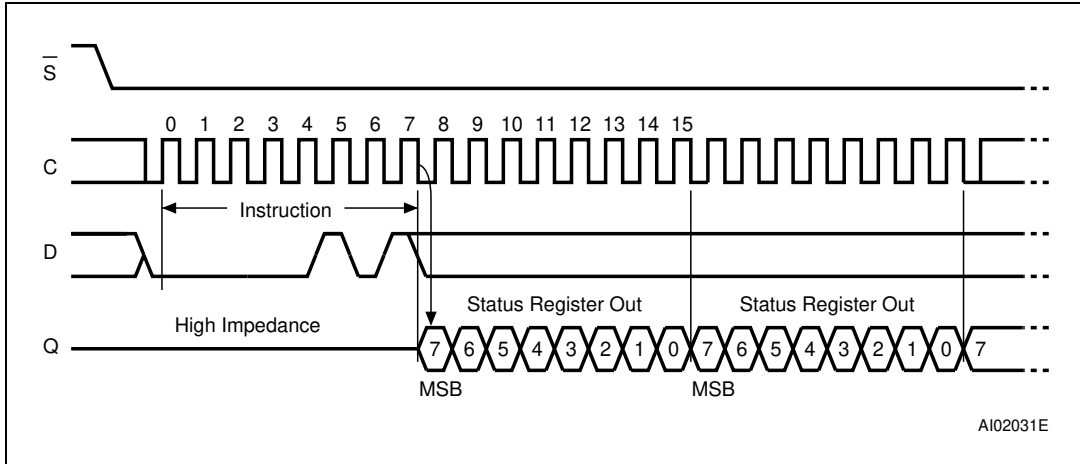 S̅
0 1 2 3 4 5 6 7 8 9 10 11 12 13 14 15
C
Instruction
D
Status Register Out Status Register Out
High Impedance
Q 7 6 5 4 3 2 1 0 7 6 5 4 3 2 1 0 7
MSB MSB
AI02031E